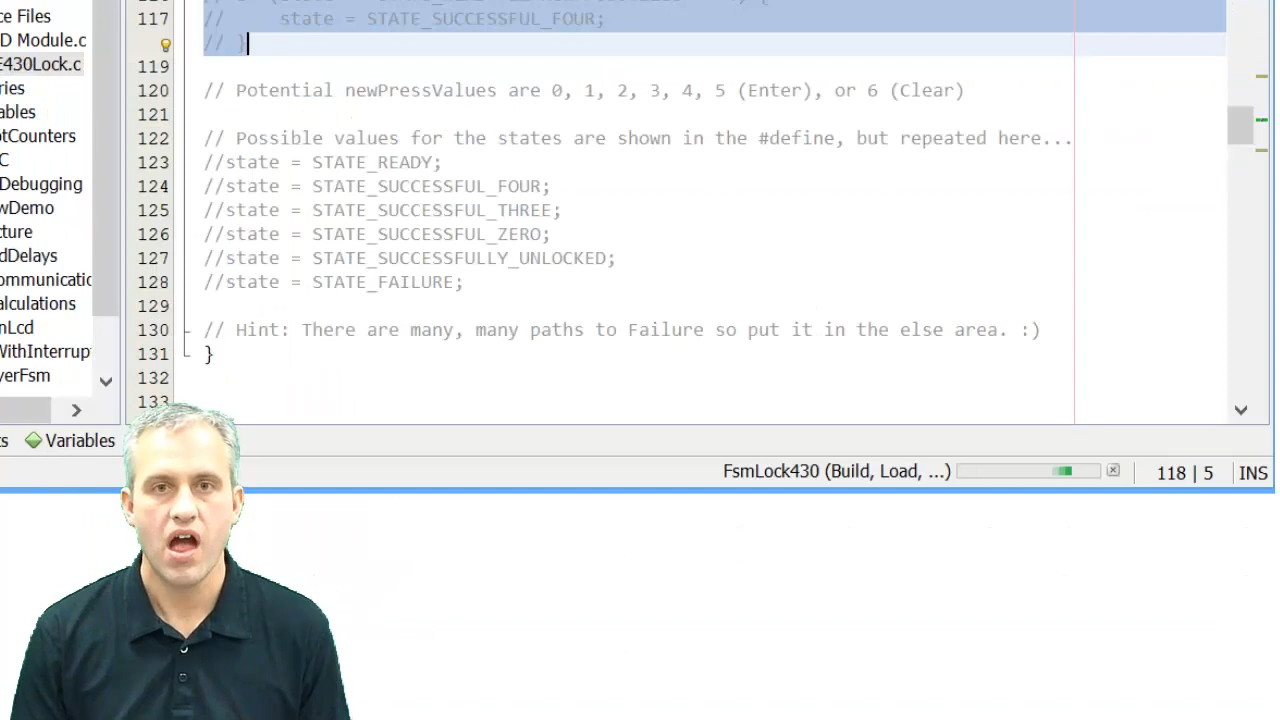 ce Files
D Module.c
E430Lock.c
ries
ables
otCounters
C
Debugging
wDemo
cture
dDelays
ommunicatic
alculations
nLcd
WithInterrup
yerFsm
117 // state = STATE_SUCCESSFUL_FOUR;
// }
119
120 // Potential newPressValues are 0, 1, 2, 3, 4, 5 (Enter), or 6 (Clear)
121
122 // Possible values for the states are shown in the #define, but repeated here...
123 //state = STATE_READY;
124 //state = STATE_SUCCESSFUL_FOUR;
125 //state = STATE_SUCCESSFUL_THREE;
126 //state = STATE_SUCCESSFUL_ZERO;
127 //state = STATE_SUCCESSFULLY_UNLOCKED;
128 //state = STATE_FAILURE;
129
130 // Hint: There are many, many paths to Failure so put it in the else area. :)
131 }
132
133
ts Variables
FsmLock430 (Build, Load, ...) 118 | 5 INS